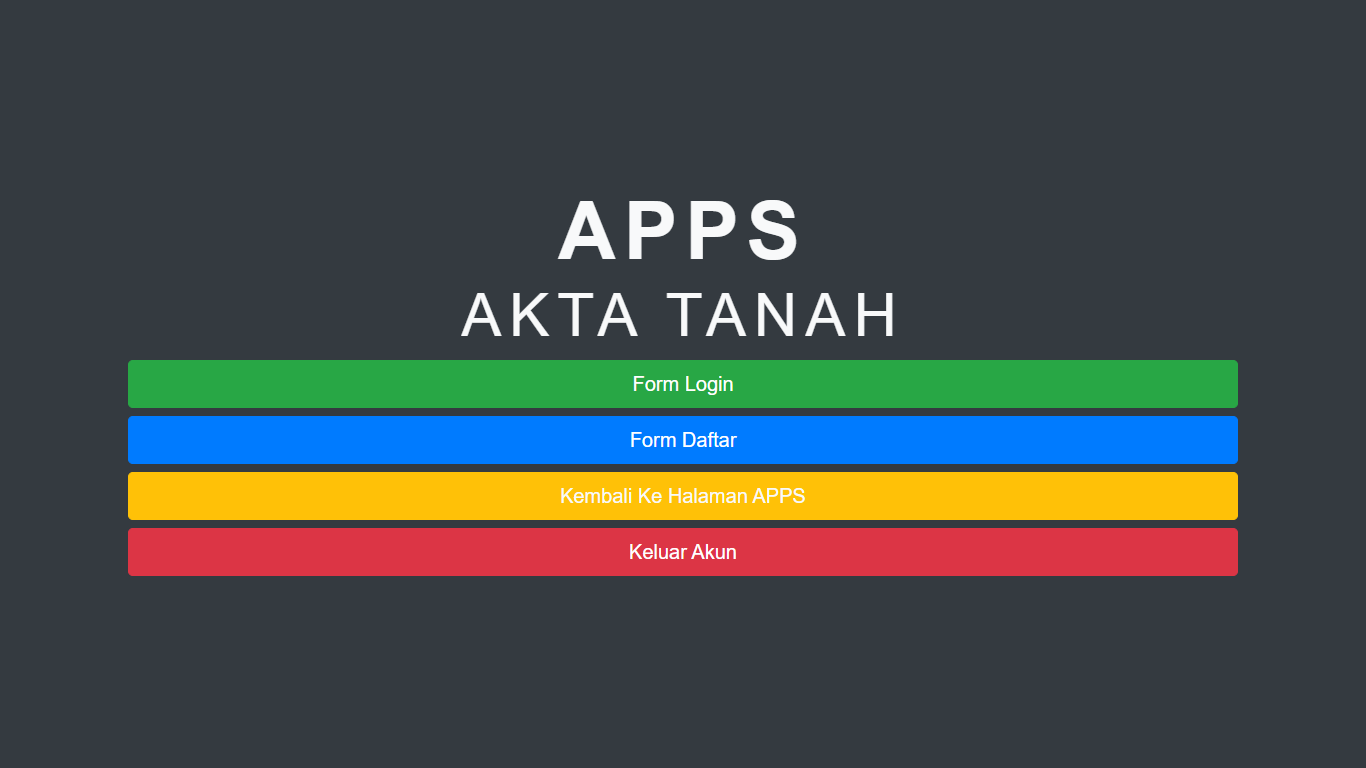 APPS
AKTA TANAH
Form Login
Form Daftar
Kembali Ke Halaman APPS
Keluar Akun